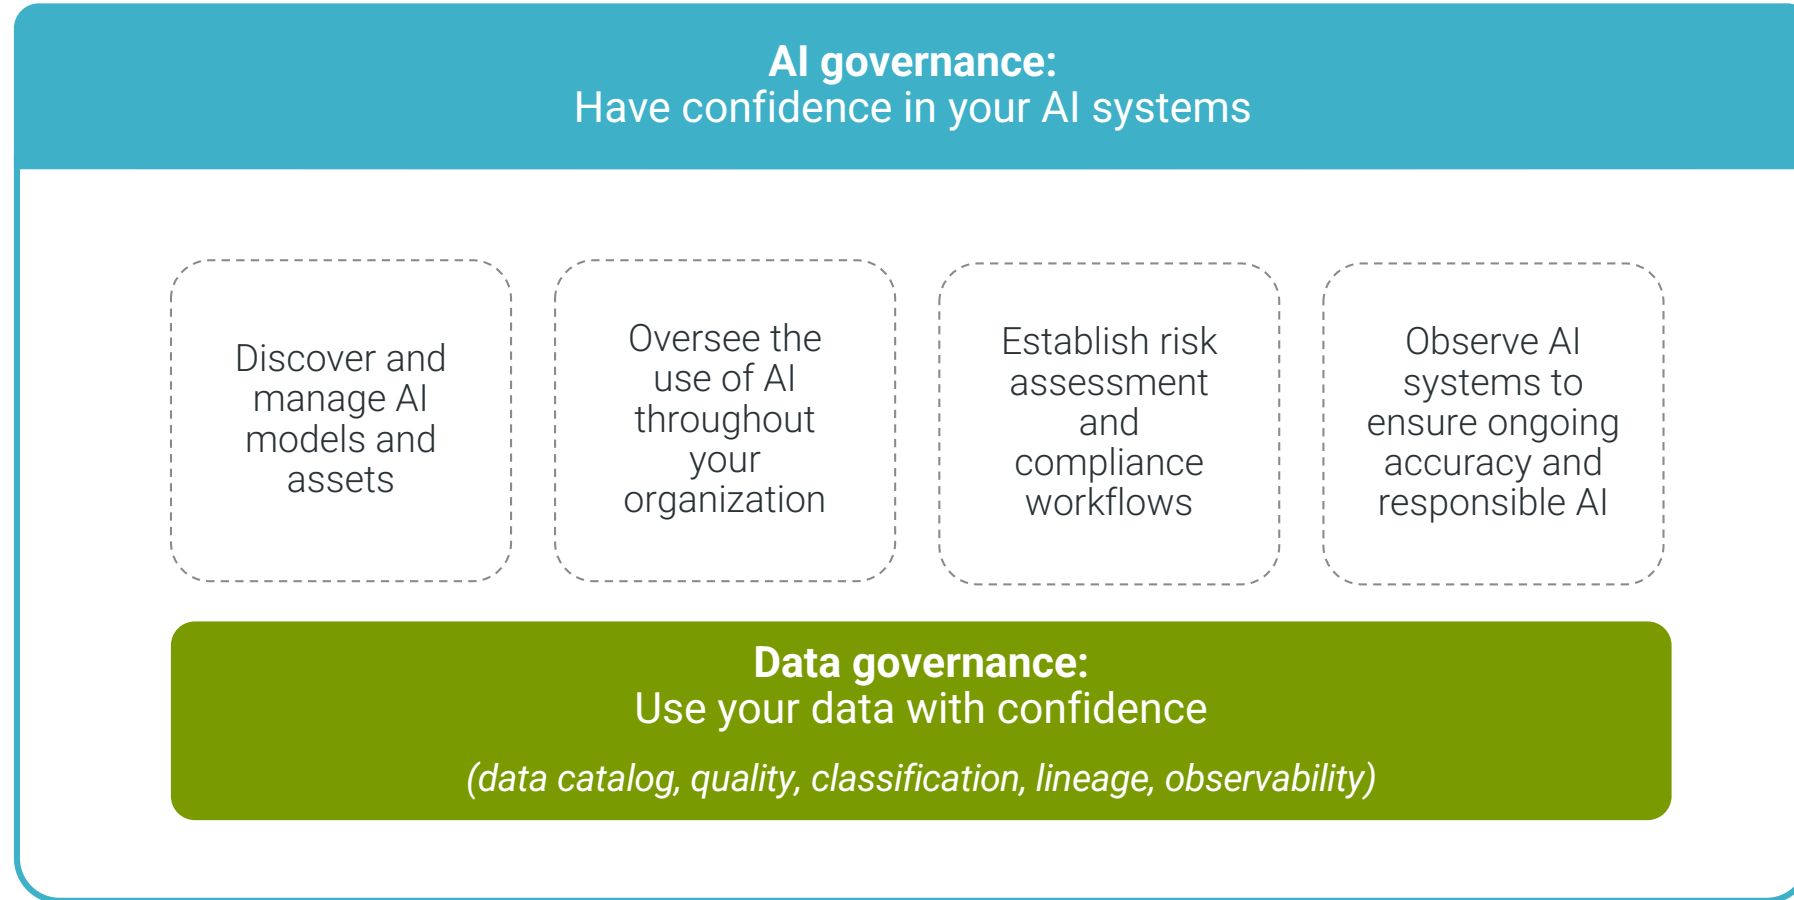 AI governance:
Have confidence in your AI systems
Discover and
manage AI
models and
assets
Oversee the
use of AI
throughout
your
organization
Establish risk
assessment
and
compliance
workflows
Observe AI
systems to
ensure ongoing
accuracy and
responsible AI
Data governance:
Use your data with confidence
(data catalog, quality, classification, lineage, observability)